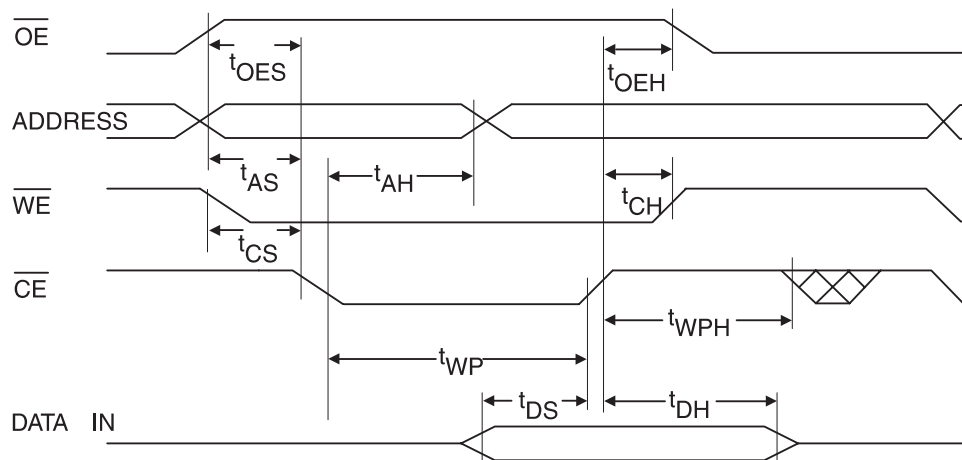 OE
tOES
tOEH
ADDRESS
tAS
tAH
tCH
WE
tCS
CE
tWPH
tWP
tDS
tDH
DATA IN